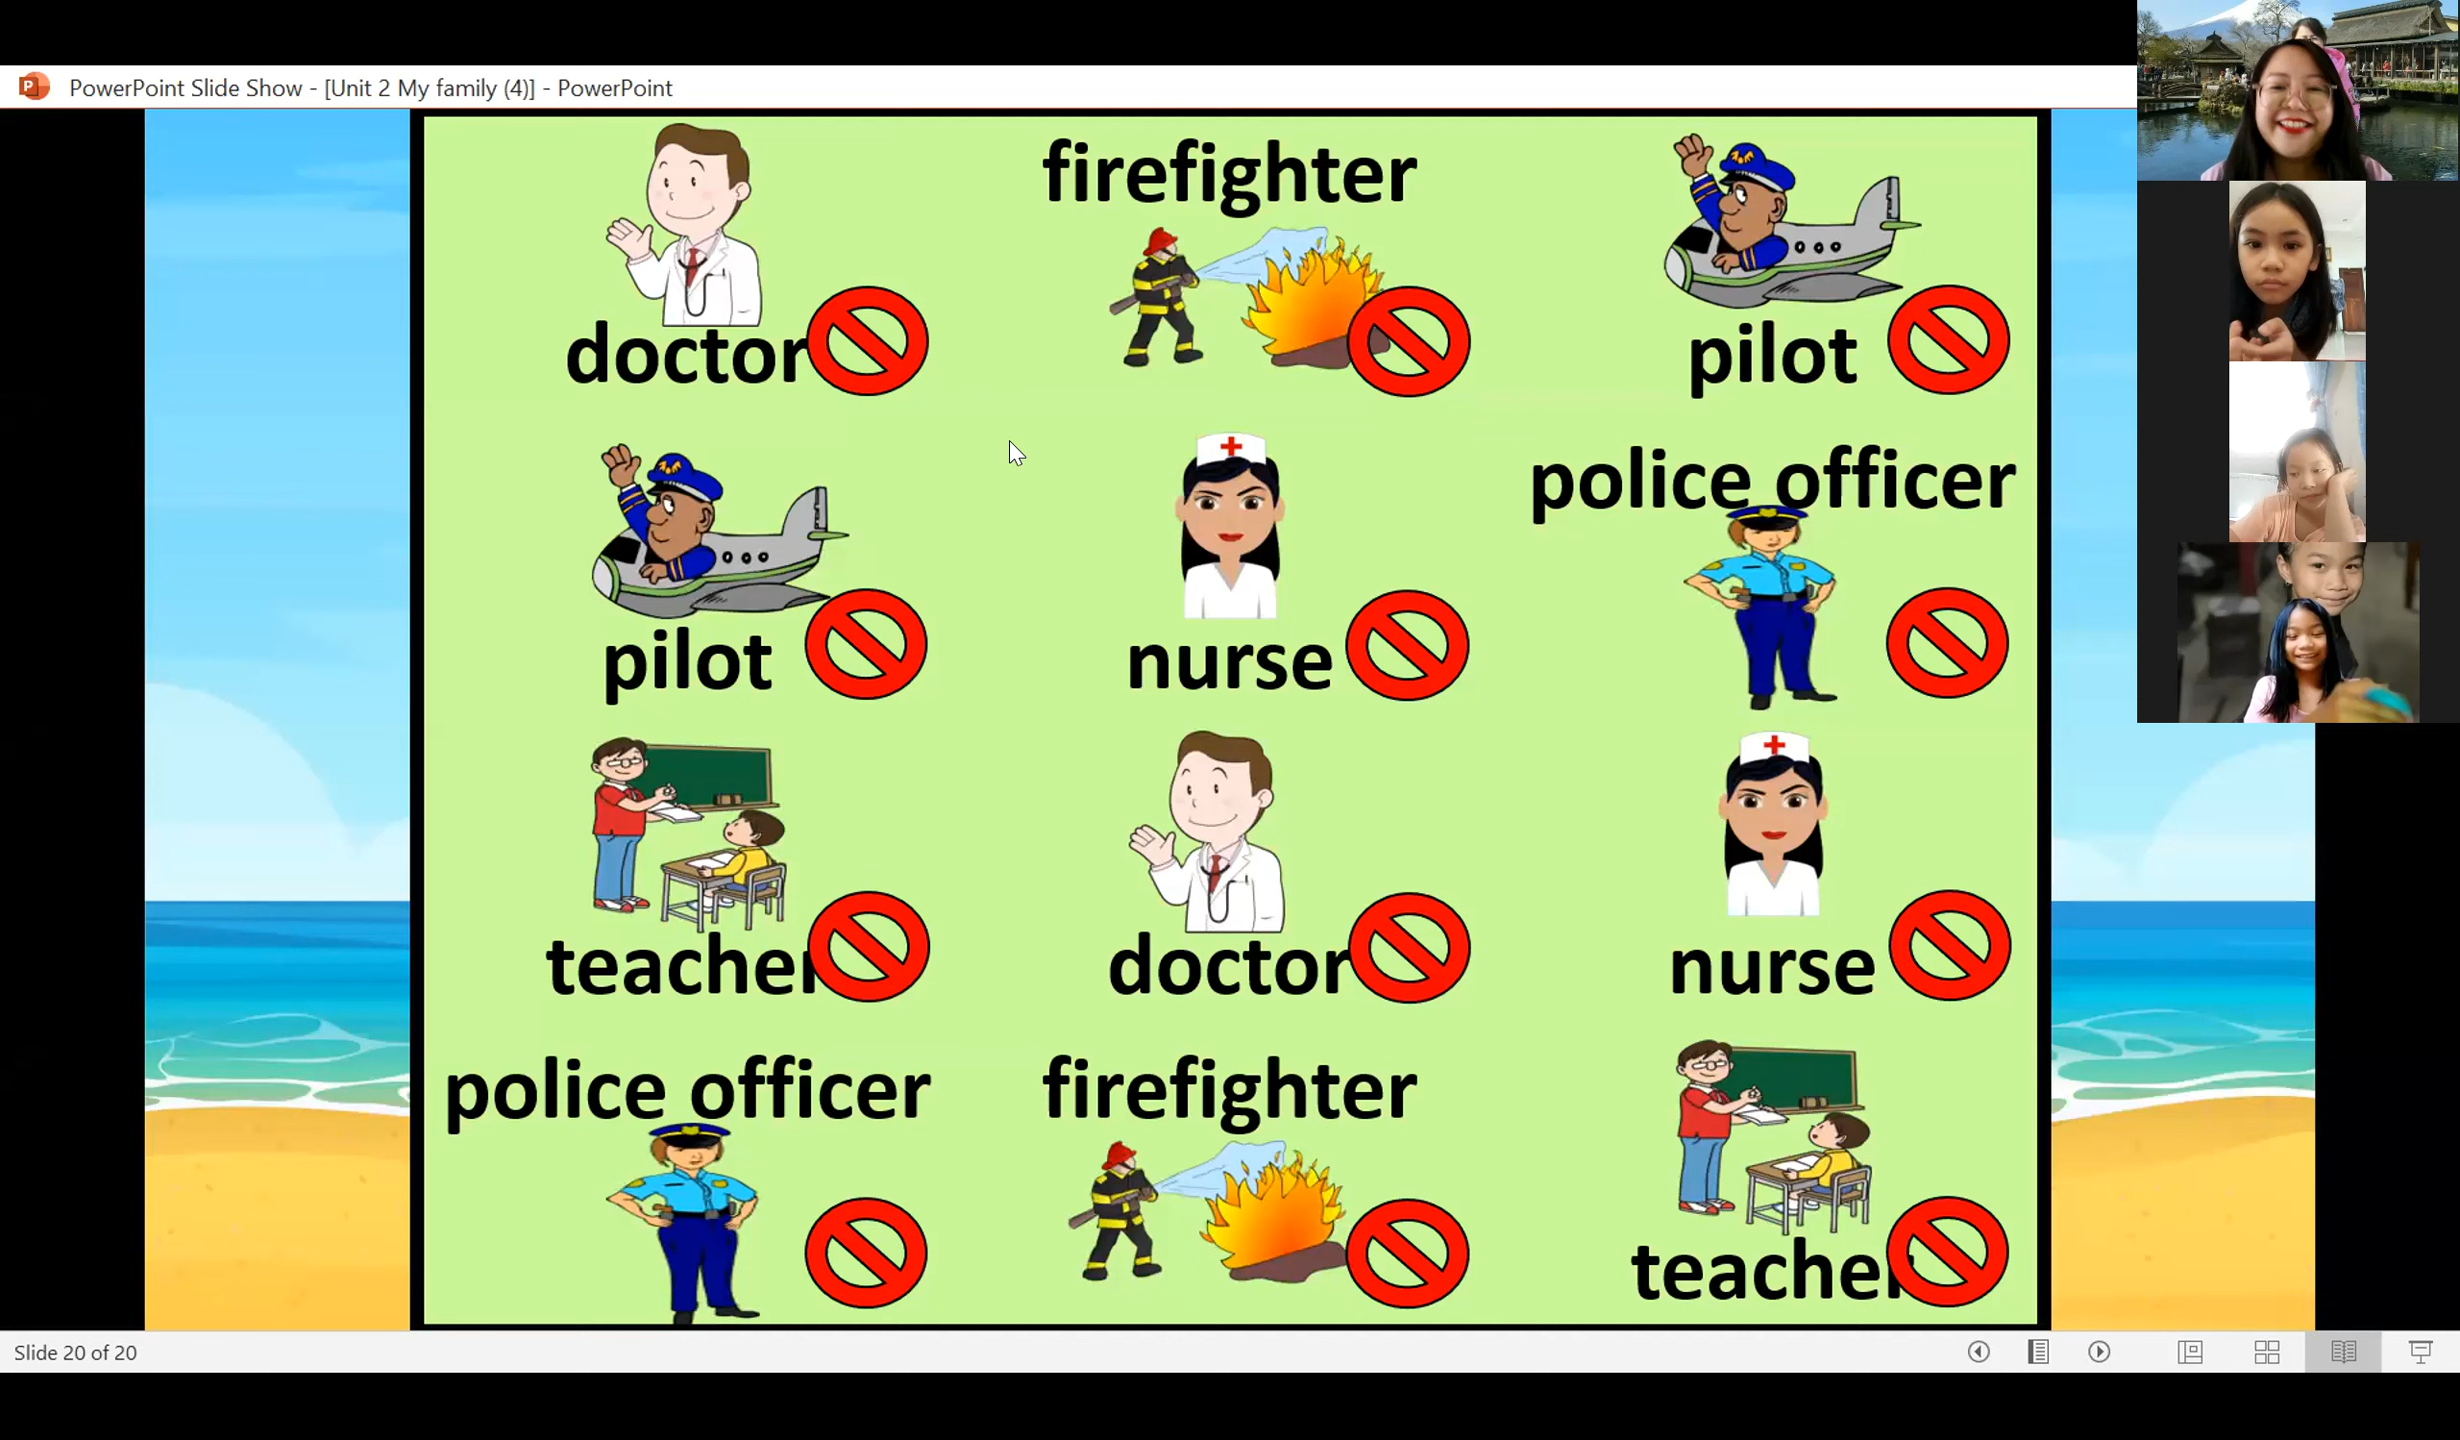 PowerPoint Slide Show - [Unit 2 My family (4)] - PowerPoint
doctor
firefighter
pilot
pilot
nurse
police officer
teacher
doctor
nurse
police officer
firefighter
teacher
Slide 20 of 20